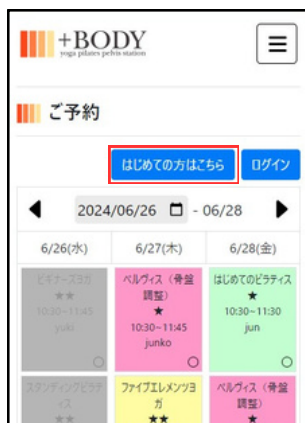 +BODY
yoga pilates pelvis station
ご予約
はじめての方はこちら ログイン
2024/06/26 - 06/28
6/26(水) 6/27(木) 6/28(金)
ビギナーズヨガ
★★
10:30~11:45
yuki
ペルヴィス（骨盤
調整）
★
10:30~11:45
junko
はじめてのピラティス
★
10:30~11:30
jun
スタンディングピラティ
ス
★★
ファイブエレメンツヨ
ガ
★★
ペルヴィス（骨盤
調整）
★